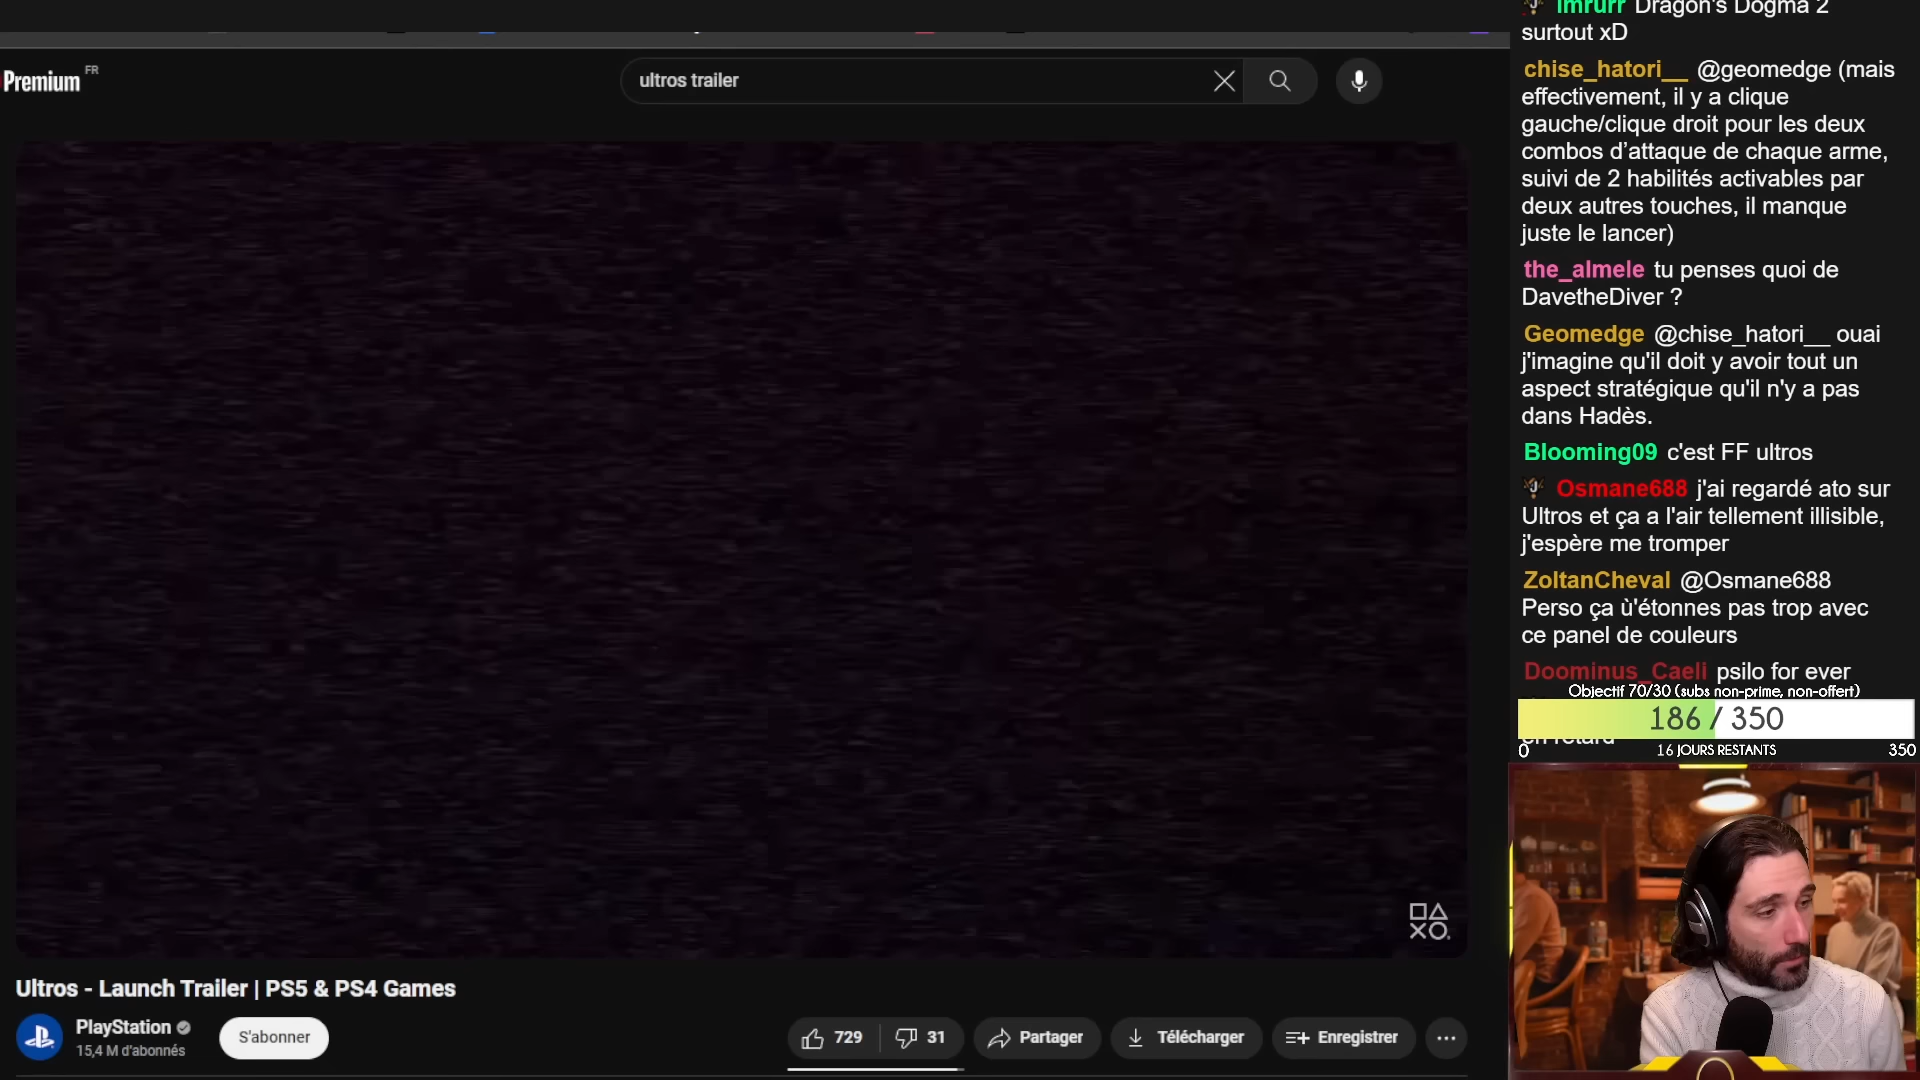 Premium FR
ultros trailer
Ultros - Launch Trailer | PS5 & PS4 Games
PlayStation
15,4 M d'abonnés
S'abonner
729
31
Partager
Télécharger
Enregistrer
imrurr Dragon's Dogma 2
surtout xD
chise_hatori__ @geomedge (mais
effectivement, il y a clique
gauche/clique droit pour les deux
combos d'attaque de chaque arme,
suivi de 2 habilités activables par
deux autres touches, il manque
juste le lancer)
the_almele tu penses quoi de
DavetheDiver ?
Geomedge @chise_hatori__ ouai
j'imagine qu'il doit y avoir tout un
aspect stratégique qu'il n'y a pas
dans Hadès.
Blooming09 c'est FF ultros
Osmane688 j'ai regardé ato sur
Ultros et ça a l'air tellement illisible,
j'espère me tromper
ZoltanCheval @Osmane688
Perso ça ù'étonnes pas trop avec
ce panel de couleurs
Doominus_Caeli psilo for ever
Objectif 70/30 (subs non-prime, non-offert)
186 / 350
en retard
0 16 JOURS RESTANTS 350